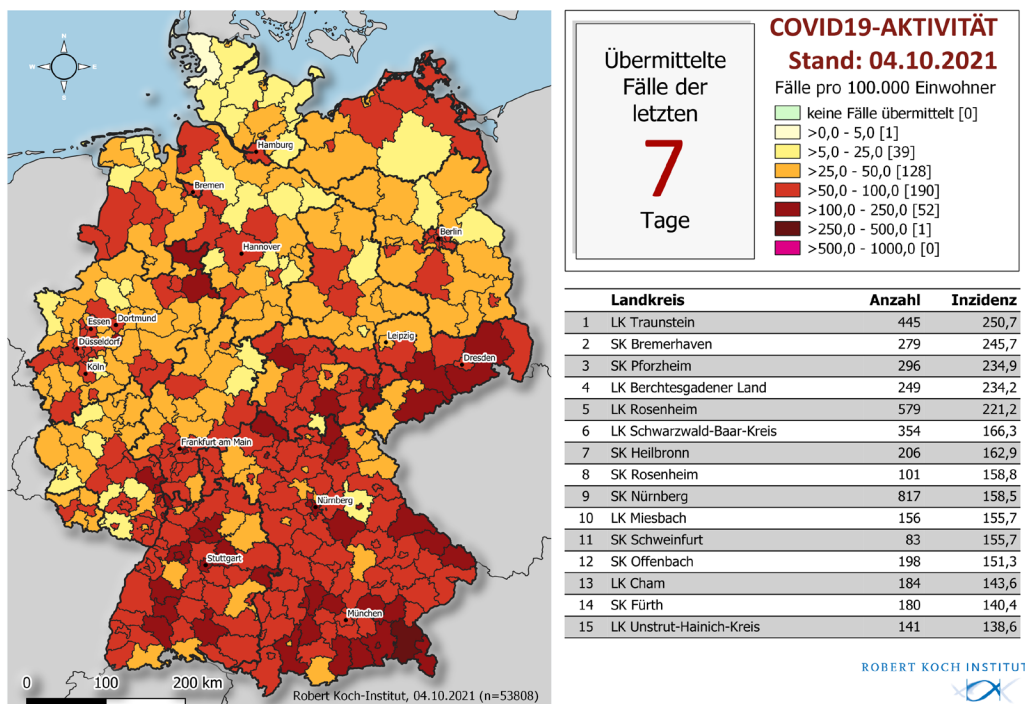 N
W
E
S
Hamburg
Bremen
Berlin
Hannover
Essen
Dortmund
Düsseldorf
Leipzig
Dresden
Köln
Frankfurt am Main
Nürnberg
Stuttgart
München
0 100 200 km
Robert Koch-Institut, 04.10.2021 (n=53808)
Übermittelte
Fälle der
letzten
7
Tage
COVID19-AKTIVITÄT
Stand: 04.10.2021
Fälle pro 100.000 Einwohner
keine Fälle übermittelt [0]
>0,0 - 5,0 [1]
>5,0 - 25,0 [39]
>25,0 - 50,0 [128]
>50,0 - 100,0 [190]
>100,0 - 250,0 [52]
>250,0 - 500,0 [1]
>500,0 - 1000,0 [0]
Landkreis Anzahl Inzidenz
1 LK Traunstein 445 250,7
2 SK Bremerhaven 279 245,7
3 SK Pforzheim 296 234,9
4 LK Berchtesgadener Land 249 234,2
5 LK Rosenheim 579 221,2
6 LK Schwarzwald-Baar-Kreis 354 166,3
7 SK Heilbronn 206 162,9
8 SK Rosenheim 101 158,8
9 SK Nürnberg 817 158,5
10 LK Miesbach 156 155,7
11 SK Schweinfurt 83 155,7
12 SK Offenbach 198 151,3
13 LK Cham 184 143,6
14 SK Fürth 180 140,4
15 LK Unstrut-Hainich-Kreis 141 138,6
ROBERT KOCH INSTITUT